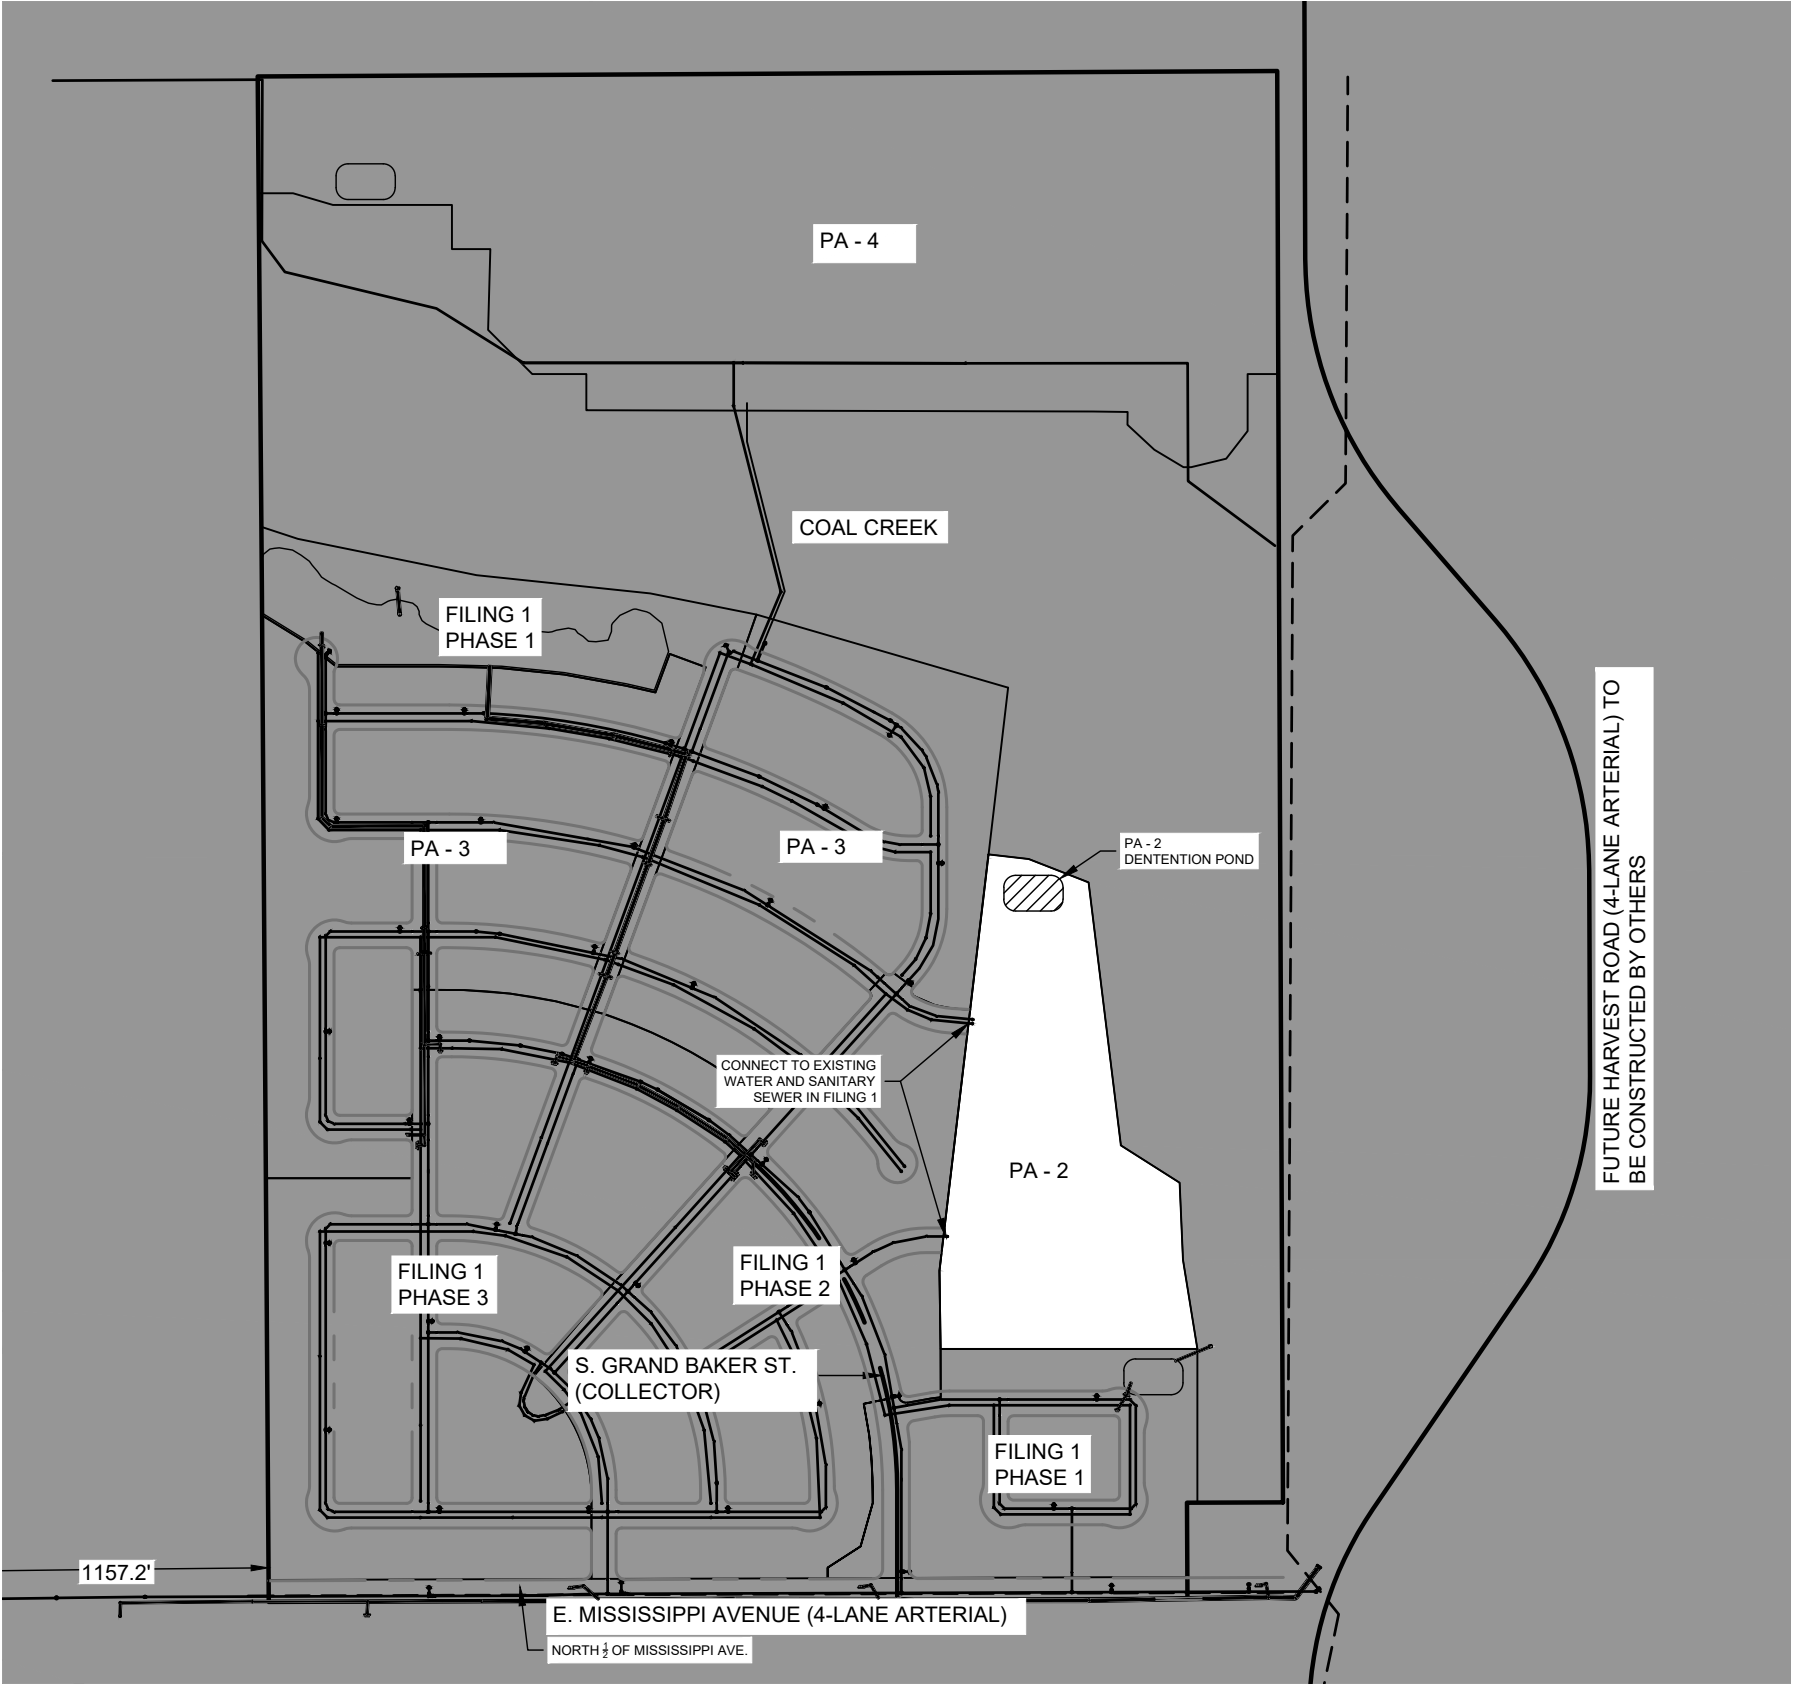 PA - 4
COAL CREEK
FILING 1
PHASE 1
FUTURE HARVEST ROAD (4-LANE ARTERIAL) TO
BE CONSTRUCTED BY OTHERS
PA - 3
PA - 3
PA - 2
DENTENTION POND
CONNECT TO EXISTING
WATER AND SANITARY
SEWER IN FILING 1
PA - 2
FILING 1
PHASE 3
FILING 1
PHASE 2
S. GRAND BAKER ST.
(COLLECTOR)
FILING 1
PHASE 1
1157.2'
E. MISSISSIPPI AVENUE (4-LANE ARTERIAL)
NORTH ½ OF MISSISSIPPI AVE.